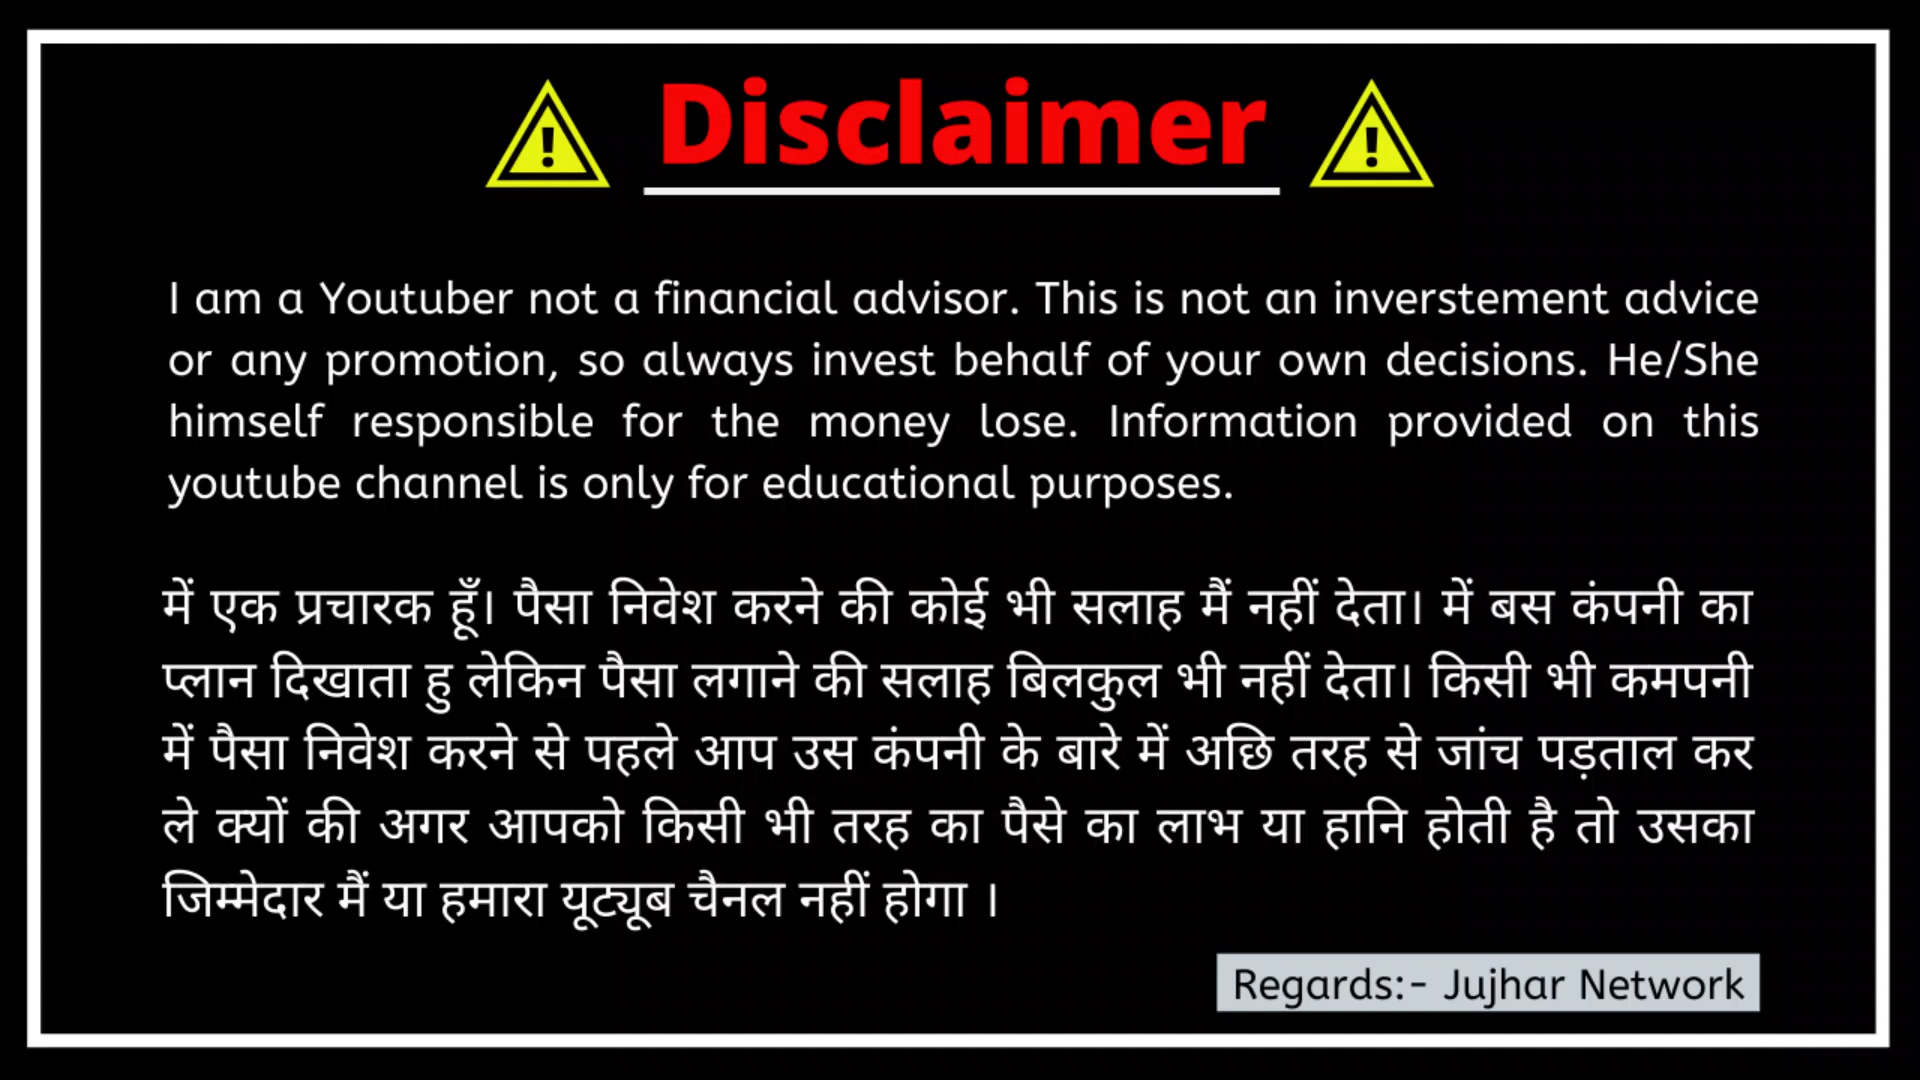 Disclaimer
I am a Youtuber not a financial advisor. This is not an inverstement advice
or any promotion, so always invest behalf of your own decisions. He/She
himself responsible for the money lose. Information provided on this
youtube channel is only for educational purposes.
में एक प्रचारक हूँ। पैसा निवेश करने की कोई भी सलाह मैं नहीं देता। में बस कंपनी का
प्लान दिखाता हु लेकिन पैसा लगाने की सलाह बिलकुल भी नहीं देता। किसी भी कमपनी
में पैसा निवेश करने से पहले आप उस कंपनी के बारे में अछि तरह से जांच पड़ताल कर
ले क्यों की अगर आपको किसी भी तरह का पैसे का लाभ या हानि होती है तो उसका
जिम्मेदार मैं या हमारा यूट्यूब चैनल नहीं होगा ।
Regards:- Jujhar Network